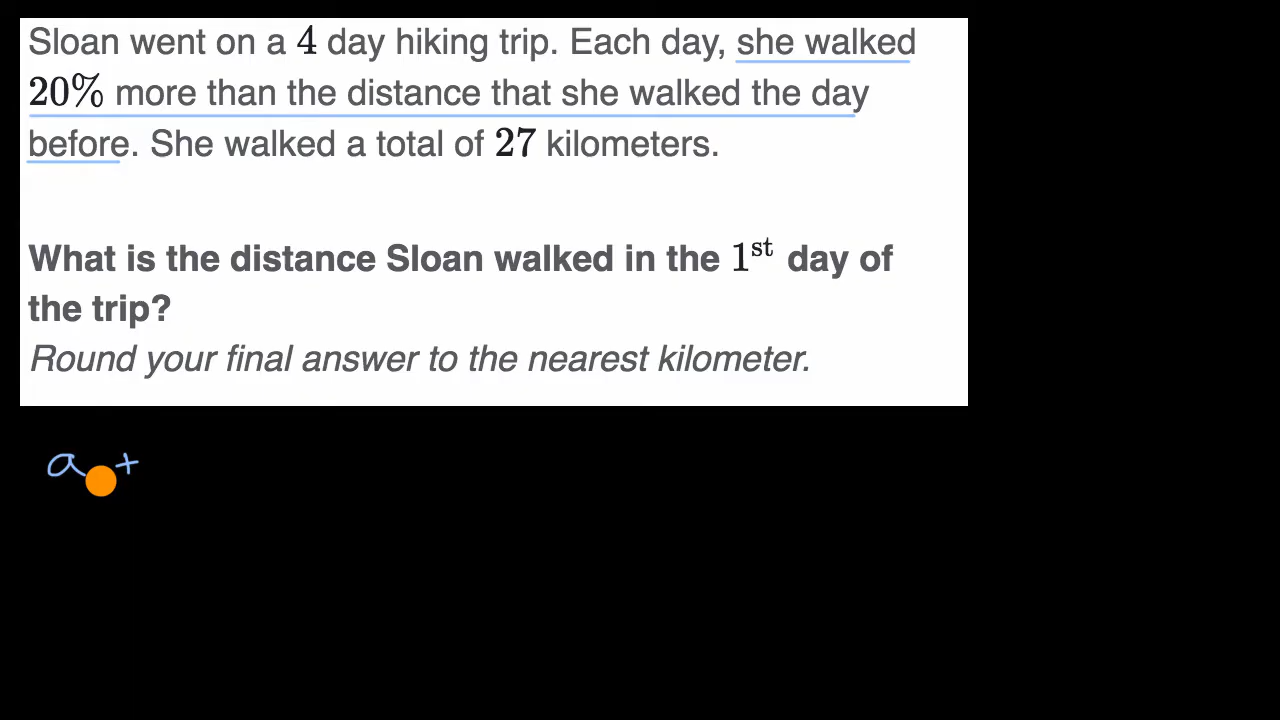 Sloan went on a 4 day hiking trip. Each day, she walked
20% more than the distance that she walked the day
before. She walked a total of 27 kilometers.
What is the distance Sloan walked in the 1st day of
the trip?
Round your final answer to the nearest kilometer.
a +